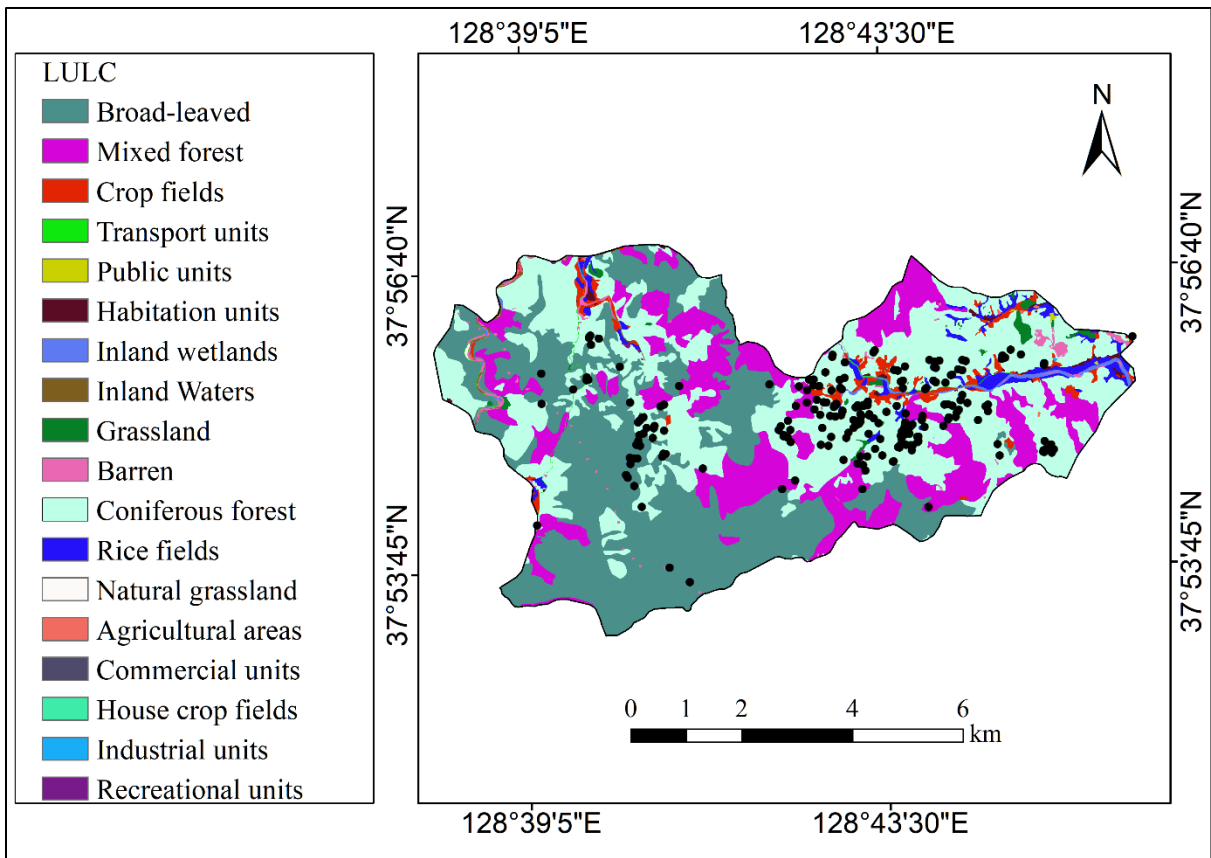 128°39'5"E 128°43'30"E
LULC
Broad-leaved
Mixed forest
Crop fields
Transport units
Public units
Habitation units
Inland wetlands
Inland Waters
Grassland
Barren
Coniferous forest
Rice fields
Natural grassland
Agricultural areas
Commercial units
House crop fields
Industrial units
Recreational units
N
37°56'40"N
37°53'45"N
37°56'40"N
37°53'45"N
0 1 2 4 6
km
128°39'5"E 128°43'30"E